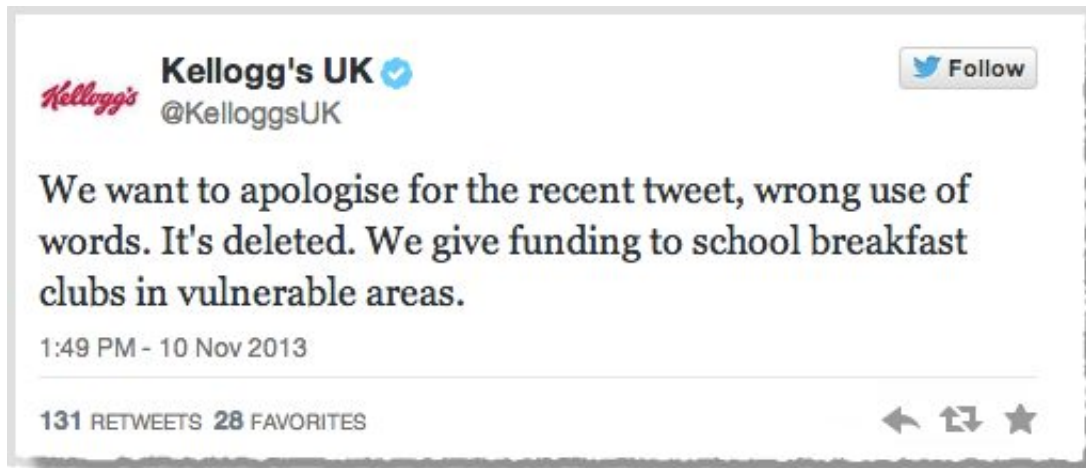 Kellogg's
Kellogg's UK
@KelloggsUK
Follow
We want to apologise for the recent tweet, wrong use of
words. It's deleted. We give funding to school breakfast
clubs in vulnerable areas.
1:49 PM - 10 Nov 2013
131 RETWEETS 28 FAVORITES